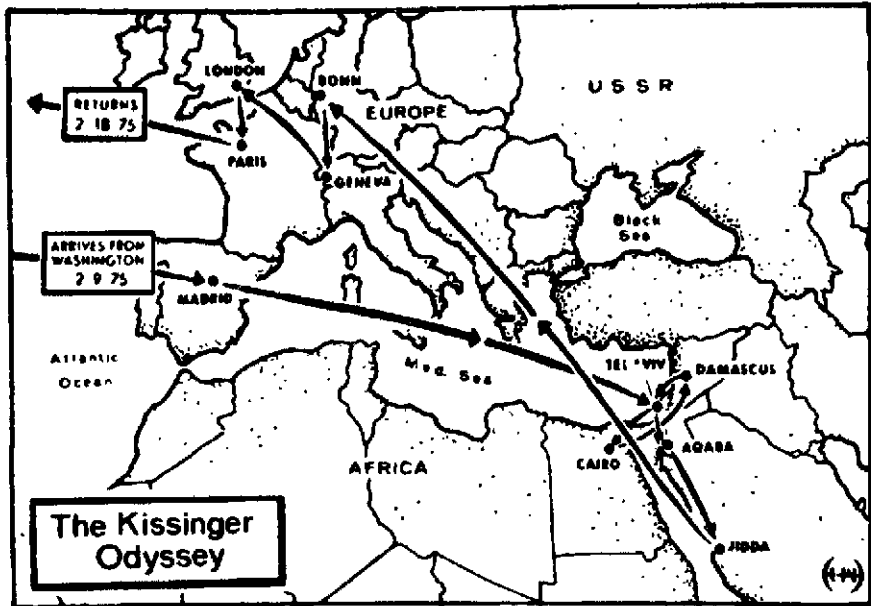 LONDON
BONN
USSR
RETURNS
2 18 75
EUROPE
PARIS
GENEVA
Black
Sea
ARRIVES FROM
WASHINGTON
2 9 75
MADRID
Atlantic
Ocean
Med. Sea
TEL
DAMASCUS
CAIRO
AQABA
AFRICA
The Kissinger
Odyssey
JIDDA